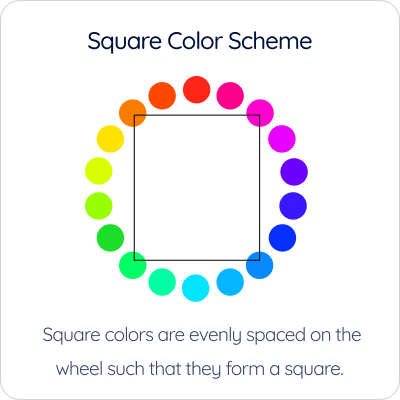 Square Color Scheme
Square colors are evenly spaced on the
wheel such that they form a square.